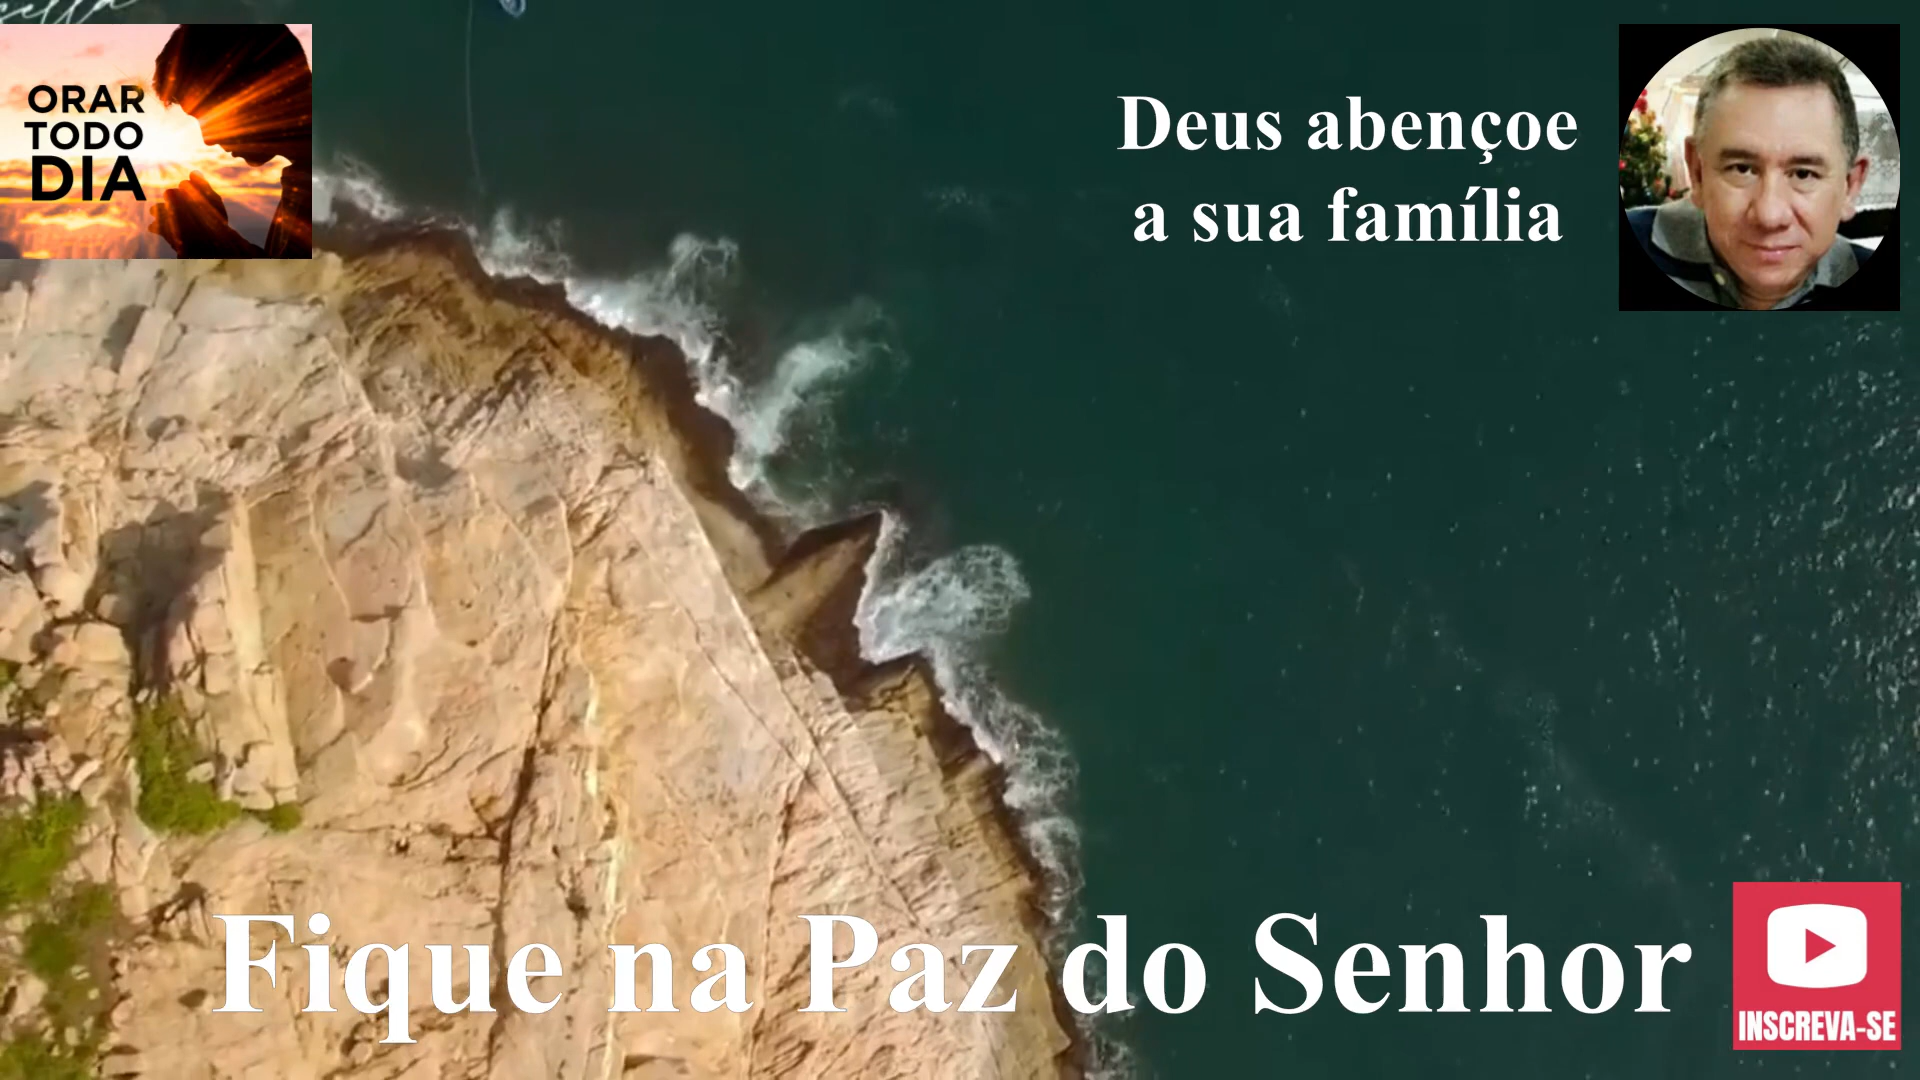 ORAR
TODO
DIA
Deus abençoe
a sua família
Fique na Paz do Senhor
INSCREVA-SE